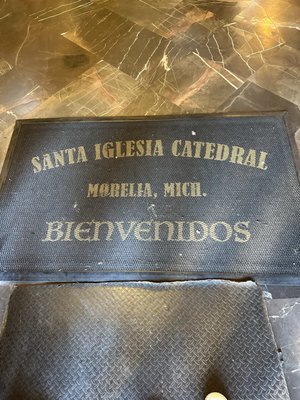 SANTA IGLESIA CATEDRAL
MORELIA, MICH.
BIENVENIDOS